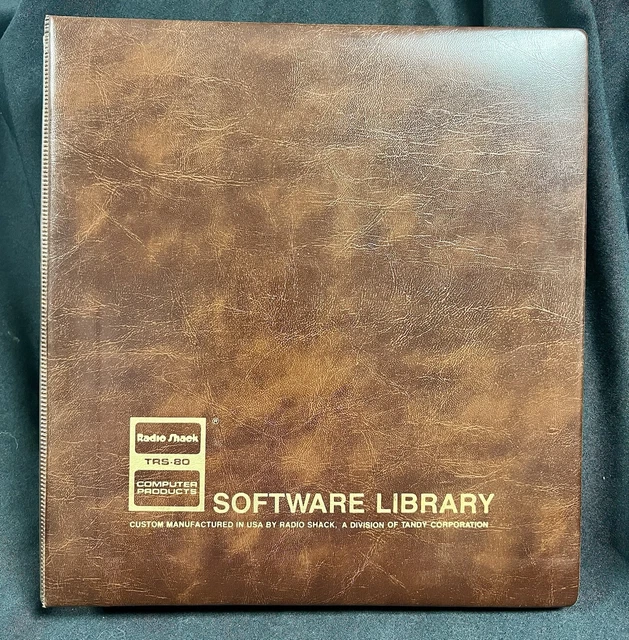 Radio Shack
®
TRS-80
COMPUTER
PRODUCTS
SOFTWARE LIBRARY
CUSTOM MANUFACTURED IN USA BY RADIO SHACK, A DIVISION OF TANDY CORPORATION